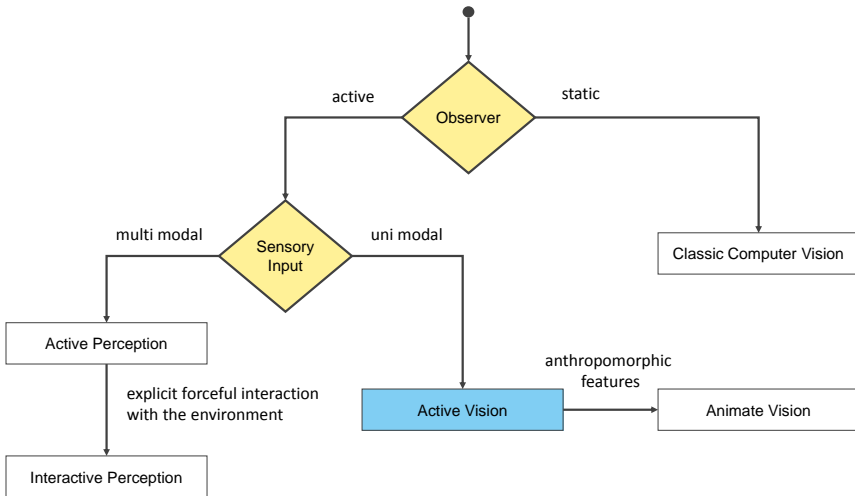 active
static
Observer
multi modal
Sensory
Input
uni modal
Classic Computer Vision
Active Perception
anthropomorphic
features
explicit forceful interaction
with the environment
Active Vision
Animate Vision
Interactive Perception